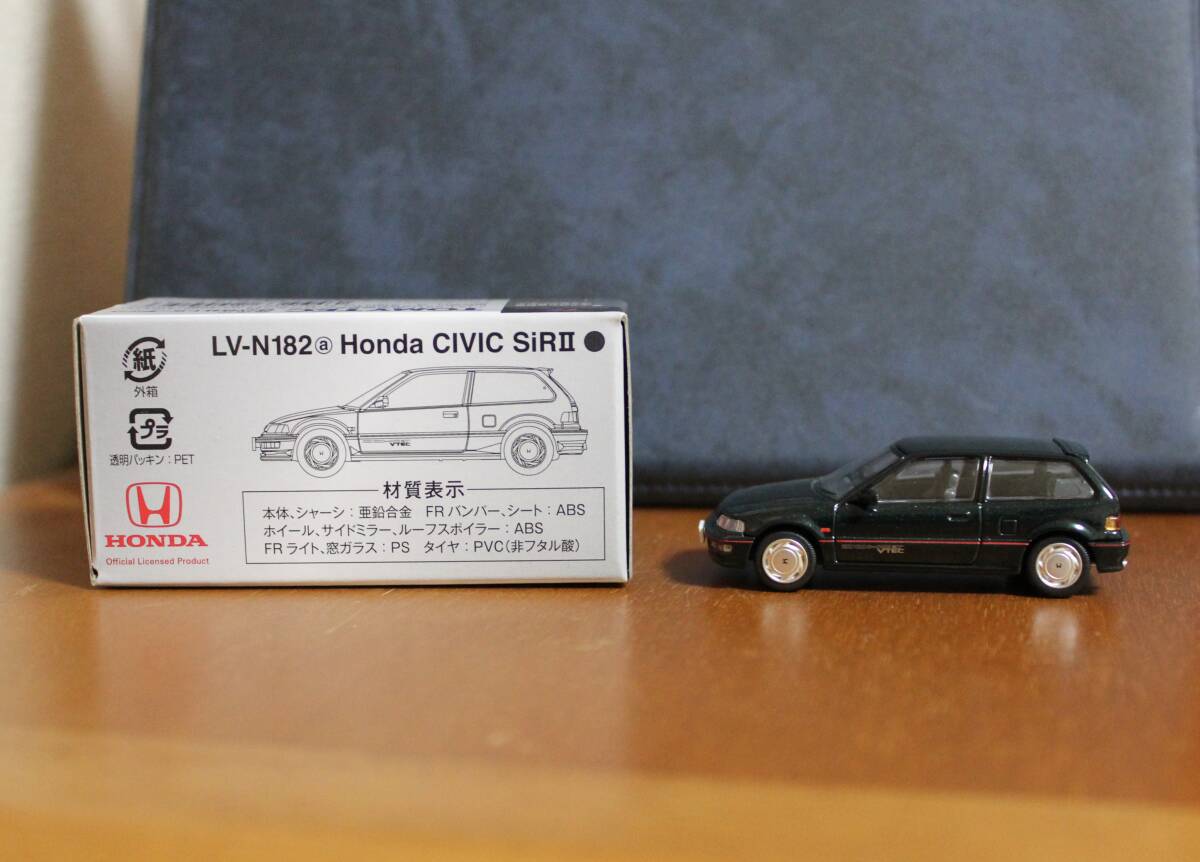 LV-N182ⓐ Honda CIVIC SiRⅡ ●
紙
外箱
プラ
透明パッキン:PET
VTEC
HONDA
Official Licensed Product
材質表示
本体、シャーシ:亜鉛合金 FRバンパー、シート:ABS
ホイール、サイドミラー、ルーフスポイラー:ABS
FRライト、窓ガラス:PS タイヤ:PVC(非フタル酸)
VTEC